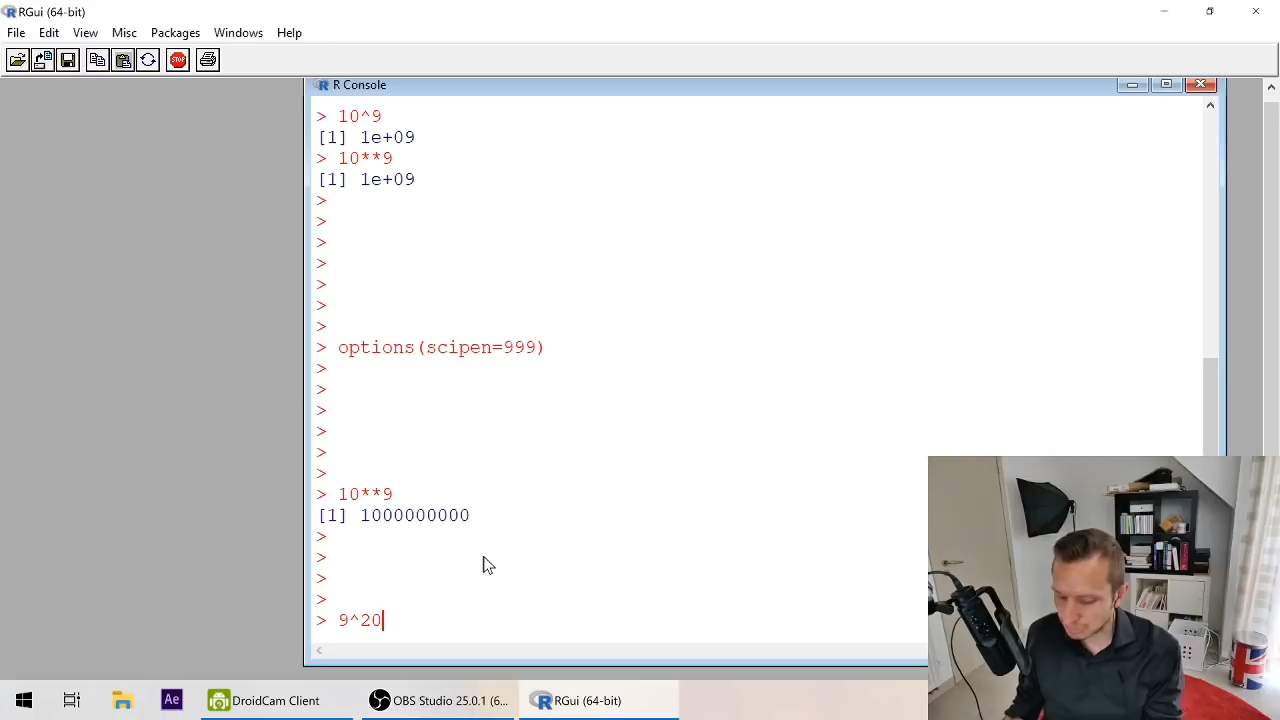 RGui (64-bit)
File Edit View Misc Packages Windows Help
STOP
R Console
> 10^9
[1] 1e+09
> 10**9
[1] 1e+09
>
>
>
>
>
>
>
> options(scipen=999)
>
>
>
>
>
>
> 10**9
[1] 1000000000
>
>
>
>
> 9^20
Ae
DroidCam Client
OBS Studio 25.0.1 (6...
RGui (64-bit)